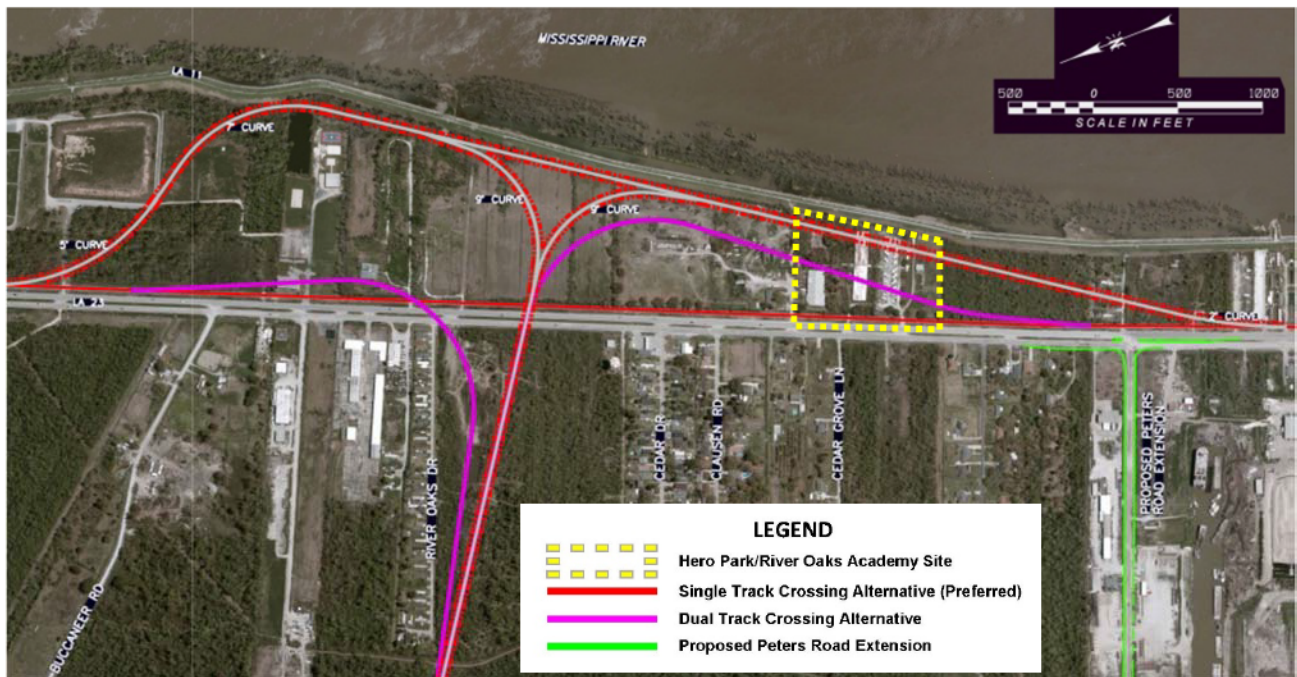 MISSISSIPPI RIVER
LA 11
500 0 500 1000
SCALE IN FEET
7° CURVE
9° CURVE
9° CURVE
5° CURVE
LA 23
2° CURVE
CEDAR DR
CLAUSEN RD
CEDAR GROVE LN
RIVER OAKS DR
BUCCANEER RD
PROPOSED PETERS
ROAD EXTENSION
LEGEND
Hero Park/River Oaks Academy Site
Single Track Crossing Alternative (Preferred)
Dual Track Crossing Alternative
Proposed Peters Road Extension